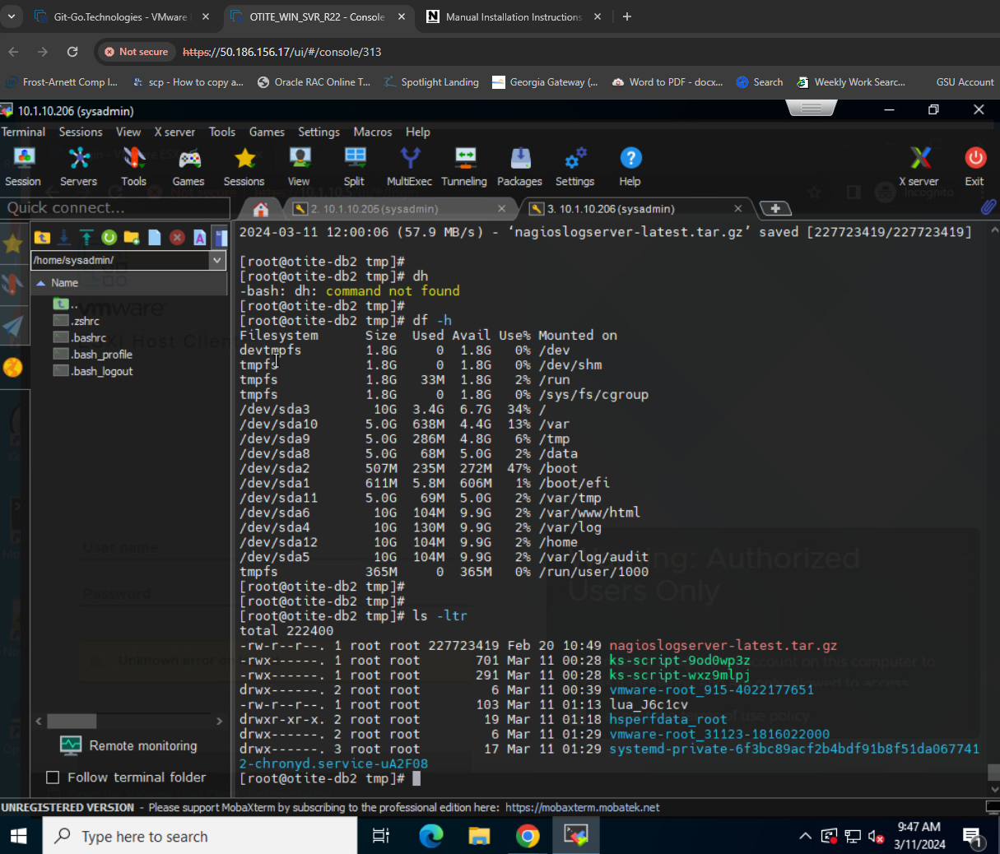 Git-Go.Technologies - VMware
OTITE_WIN_SVR_R22 - Console
Manual Installation Instructions
Not secure
https://50.186.156.17/ui/#/console/313
Frost-Arnett Comp I...
scp - How to copy a...
Oracle RAC Online T...
Spotlight Landing
Georgia Gateway (...
Word to PDF - docx...
Search
Weekly Work Searc...
GSU Account
10.1.10.206 (sysadmin)
Terminal Sessions View X server Tools Games Settings Macros Help
Session Servers Tools Games Sessions View Split MultiExec Tunneling Packages Settings Help X server Exit
Quick connect...
2. 10.1.10.205 (sysadmin)
3. 10.1.10.206 (sysadmin)
Incognito
/home/sysadmin/
Name
..
.zshrc
.bashrc
.bash_profile
.bash_logout
vmware
ESXi Host Client
User name
Password
Unknown error
Remote monitoring
Follow terminal folder
2024-03-11 12:00:06 (57.9 MB/s) - ‘nagioslogserver-latest.tar.gz’ saved [227723419/227723419]
[root@otite-db2 tmp]#
[root@otite-db2 tmp]# dh
-bash: dh: command not found
[root@otite-db2 tmp]#
[root@otite-db2 tmp]# df -h
Filesystem Size Used Avail Use% Mounted on
devtmpfs 1.8G 0 1.8G 0% /dev
tmpfs 1.8G 0 1.8G 0% /dev/shm
tmpfs 1.8G 33M 1.8G 2% /run
tmpfs 1.8G 0 1.8G 0% /sys/fs/cgroup
/dev/sda3 10G 3.4G 6.7G 34% /
/dev/sda10 5.0G 638M 4.4G 13% /var
/dev/sda9 5.0G 286M 4.8G 6% /tmp
/dev/sda8 5.0G 68M 5.0G 2% /data
/dev/sda2 507M 235M 272M 47% /boot
/dev/sda1 611M 5.8M 606M 1% /boot/efi
/dev/sda11 5.0G 69M 5.0G 2% /var/tmp
/dev/sda6 10G 104M 9.9G 2% /var/www/html
/dev/sda4 10G 130M 9.9G 2% /var/log
/dev/sda12 10G 104M 9.9G 2% /home
/dev/sda5 10G 104M 9.9G 2% /var/log/audit
tmpfs 365M 0 365M 0% /run/user/1000
[root@otite-db2 tmp]#
[root@otite-db2 tmp]#
[root@otite-db2 tmp]# ls -ltr
total 222400
-rw-r--r--. 1 root root 227723419 Feb 20 10:49 nagioslogserver-latest.tar.gz
-rwx------. 1 root root 701 Mar 11 00:28 ks-script-9od0wp3z
-rwx------. 1 root root 291 Mar 11 00:28 ks-script-wxz9mlpj
drwx------. 2 root root 6 Mar 11 00:39 vmware-root_915-4022177651
-rw-r--r--. 1 root root 103 Mar 11 01:13 lua_J6c1cv
drwxr-xr-x. 2 root root 19 Mar 11 01:18 hsperfdata_root
drwx------. 2 root root 6 Mar 11 01:29 vmware-root_31123-1816022000
drwx------. 3 root root 17 Mar 11 01:29 systemd-private-6f3bc89acf2b4bdf91b8f51da067741
2-chronyd.service-uA2F08
[root@otite-db2 tmp]#
Authorized
Users Only
UNREGISTERED VERSION - Please support MobaXterm by subscribing to the professional edition here: https://mobaxterm.mobatek.net
Type here to search
9:47 AM
3/11/2024
1